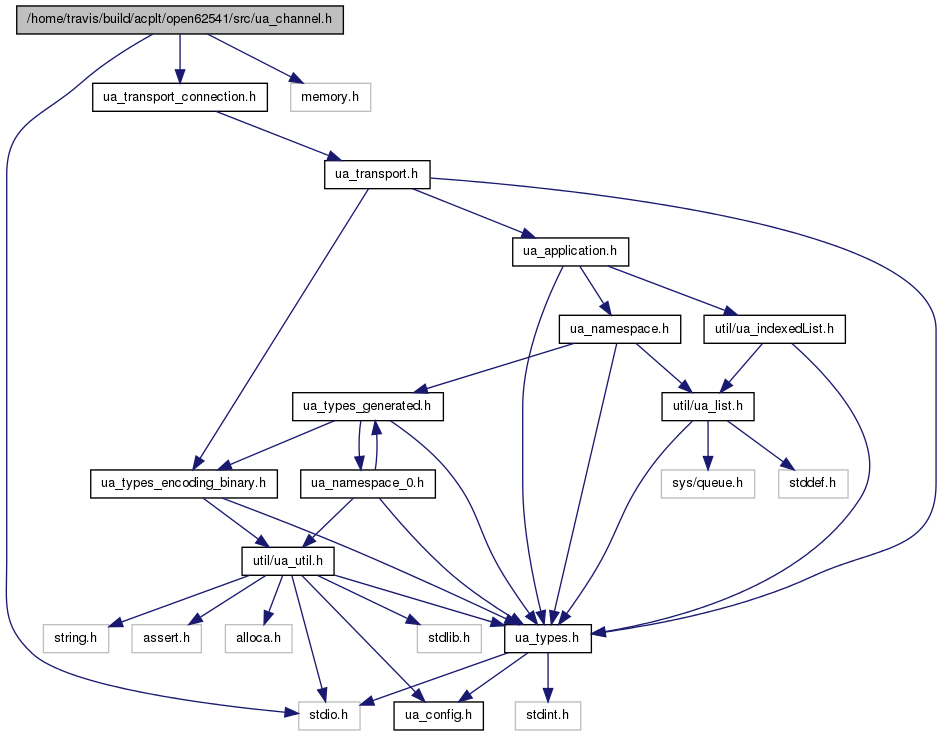 /home/travis/build/acplt/open62541/src/ua_channel.h
ua_transport_connection.h
memory.h
ua_transport.h
ua_application.h
ua_namespace.h
util/ua_indexedList.h
ua_types_generated.h
util/ua_list.h
ua_types_encoding_binary.h
ua_namespace_0.h
sys/queue.h
stddef.h
util/ua_util.h
string.h
assert.h
alloca.h
stdlib.h
ua_types.h
stdio.h
ua_config.h
stdint.h